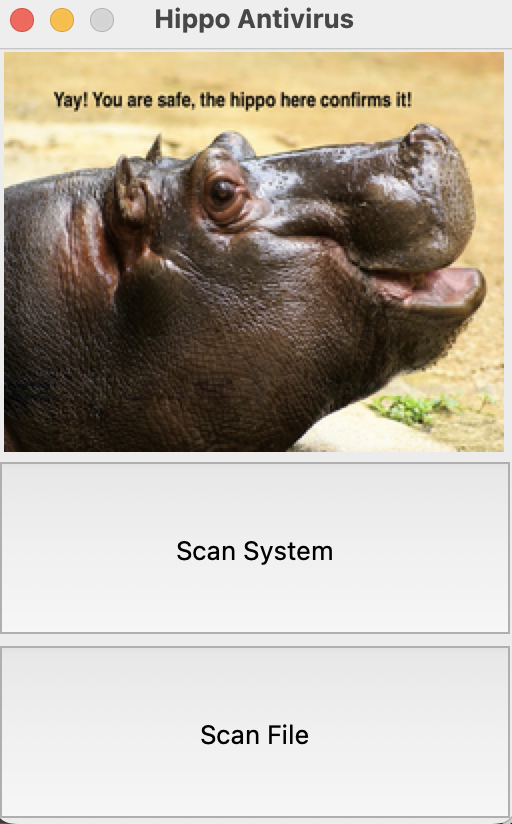 Hippo Antivirus
Yay! You are safe, the hippo here confirms it!
Scan System
Scan File